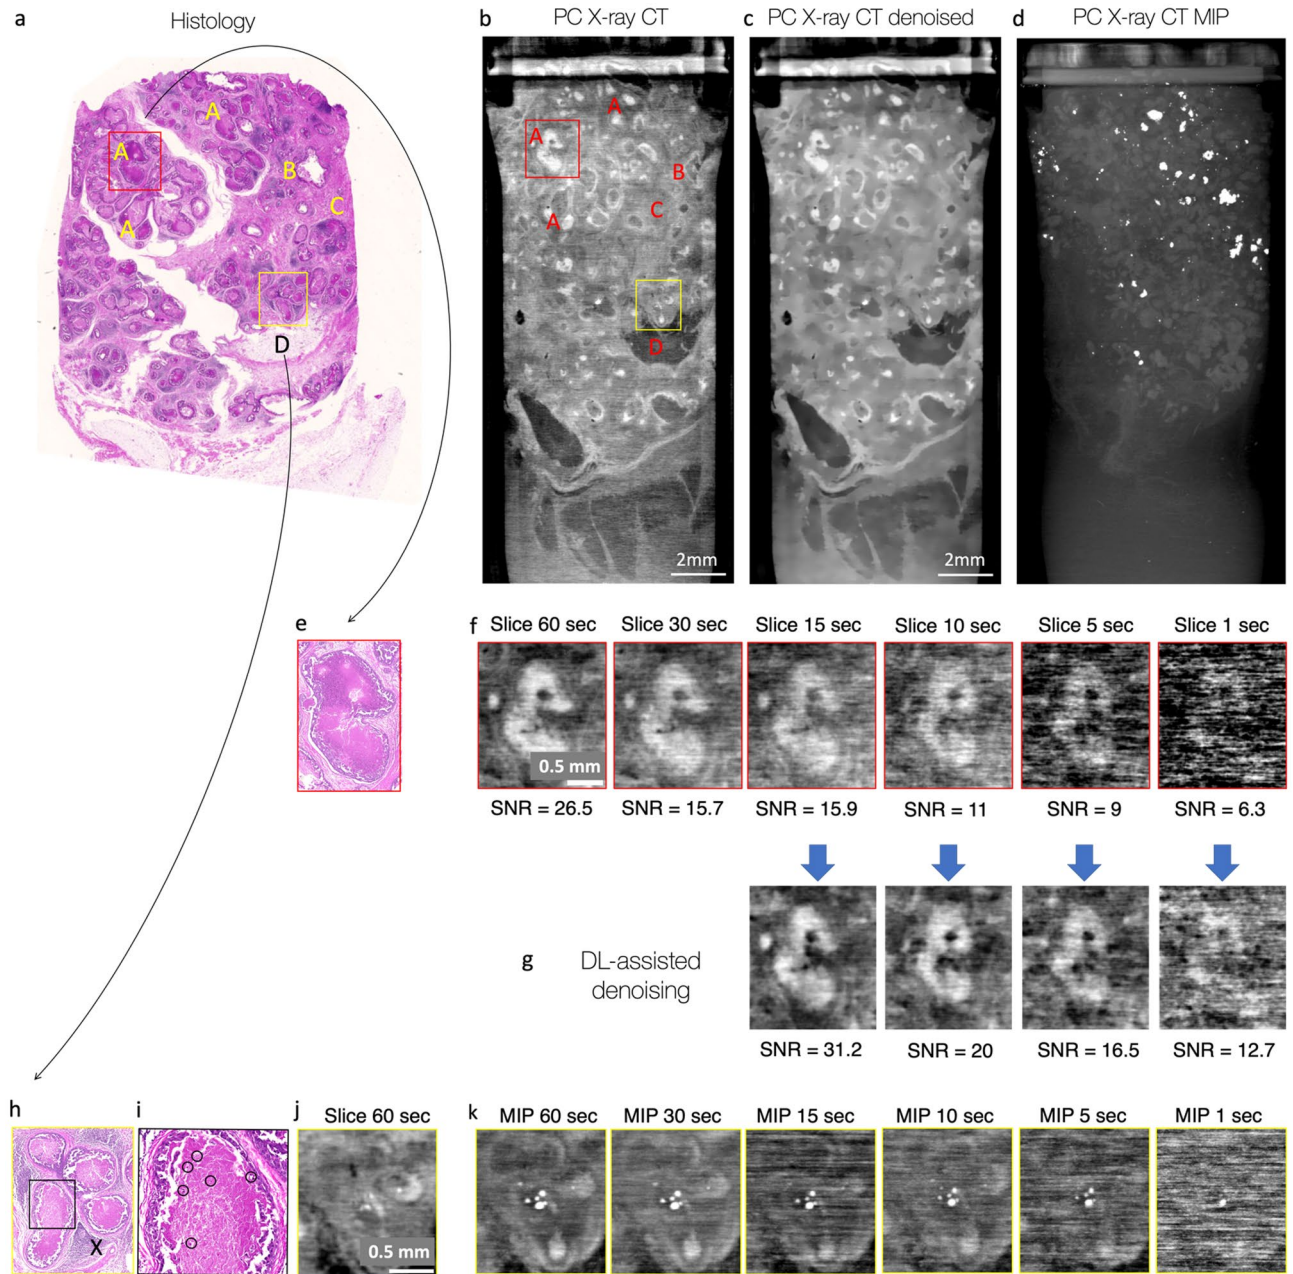 a
Histology
b
PC X-ray CT
c
PC X-ray CT denoised
d
PC X-ray CT MIP
A
A
B
C
A
D
A
A
B
C
A
D
2mm
2mm
e
f
Slice 60 sec
Slice 30 sec
Slice 15 sec
Slice 10 sec
Slice 5 sec
Slice 1 sec
0.5 mm
SNR = 26.5
SNR = 15.7
SNR = 15.9
SNR = 11
SNR = 9
SNR = 6.3
g
DL-assisted
denoising
SNR = 31.2
SNR = 20
SNR = 16.5
SNR = 12.7
h
i
j
Slice 60 sec
k
MIP 60 sec
MIP 30 sec
MIP 15 sec
MIP 10 sec
MIP 5 sec
MIP 1 sec
X
0.5 mm